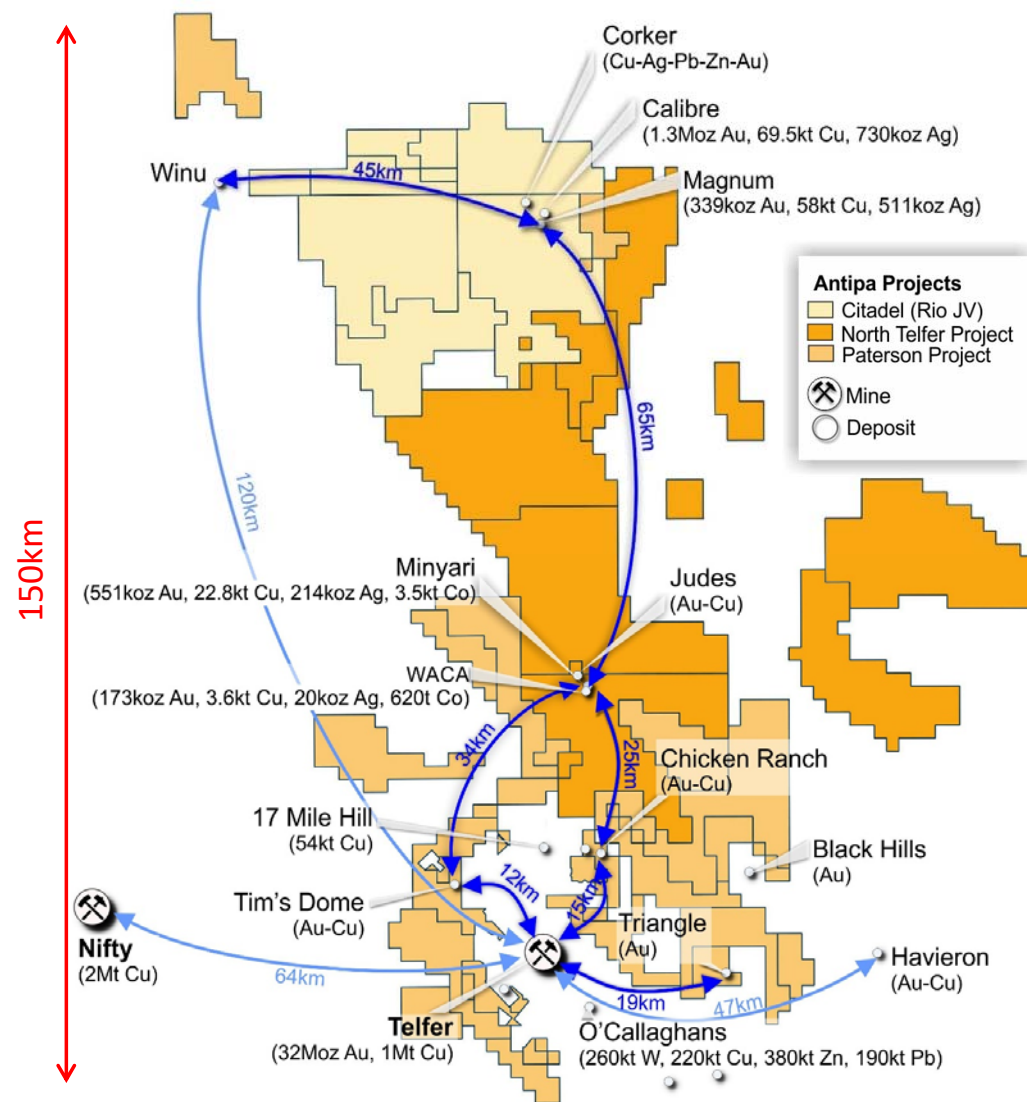 Corker
(Cu-Ag-Pb-Zn-Au)
Calibre
(1.3Moz Au, 69.5kt Cu, 730koz Ag)
Winu
45km
Magnum
(339koz Au, 58kt Cu, 511koz Ag)
Antipa Projects
Citadel (Rio JV)
North Telfer Project
Paterson Project
Mine
Deposit
65km
120km
150km
Minyari
(551koz Au, 22.8kt Cu, 214koz Ag, 3.5kt Co)
Judes
(Au-Cu)
WACA
(173koz Au, 3.6kt Cu, 20koz Ag, 620t Co)
34km
25km
Chicken Ranch
(Au-Cu)
17 Mile Hill
(54kt Cu)
Black Hills
(Au)
Tim's Dome
(Au-Cu)
12km
15km
Triangle
(Au)
Nifty
(2Mt Cu)
64km
19km
47km
Havieron
(Au-Cu)
Telfer
(32Moz Au, 1Mt Cu)
O'Callaghans
(260kt W, 220kt Cu, 380kt Zn, 190kt Pb)